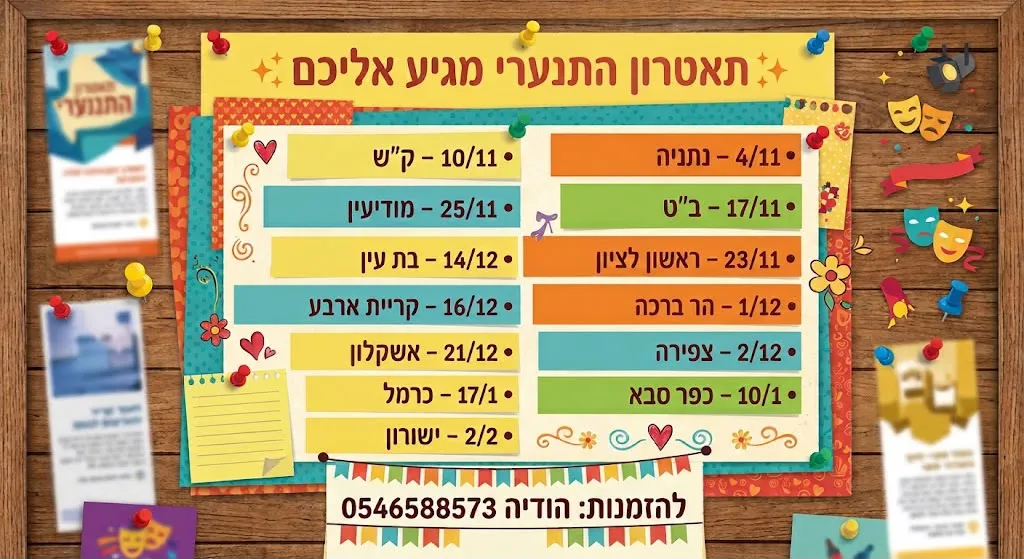 תאטרון התנערי מגיע אליכם
• 4/11 – נתניה
• 17/11 – ב"ט
• 23/11 – ראשון לציון
• 1/12 – הר ברכה
• 2/12 – צפירה
• 10/1 – כפר סבא
• 10/11 – ק"ש
• 25/11 – מודיעין
• 14/12 – בת עין
• 16/12 – קריית ארבע
• 21/12 – אשקלון
• 17/1 – כרמל
• 2/2 – ישורון
להזמנות: הודיה 0546588573
תאטרון
התנערי